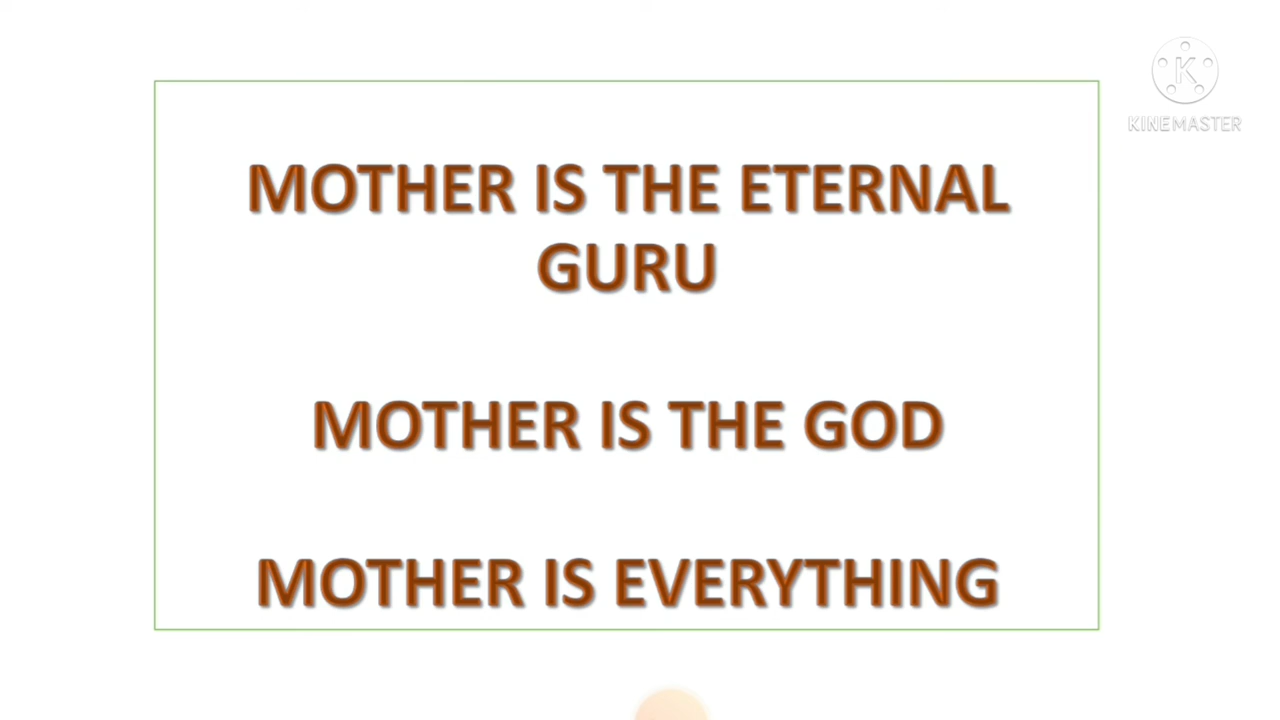 KINEMASTER
MOTHER IS THE ETERNAL
GURU
MOTHER IS THE GOD
MOTHER IS EVERYTHING